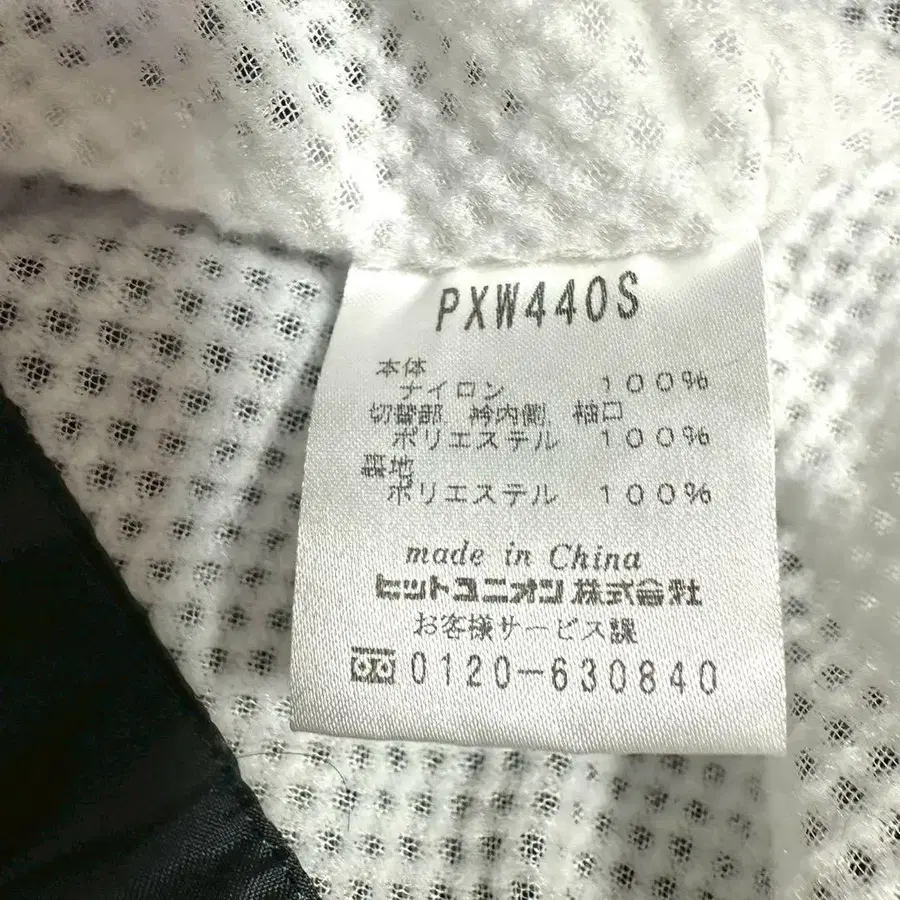 PXW440S
本体
ナイロン 100%
切替部 衿内側 袖口
ポリエステル 100%
裏地
ポリエステル 100%
made in China
ヒットユニオン株式会社
お客様サービス課
0120-630840